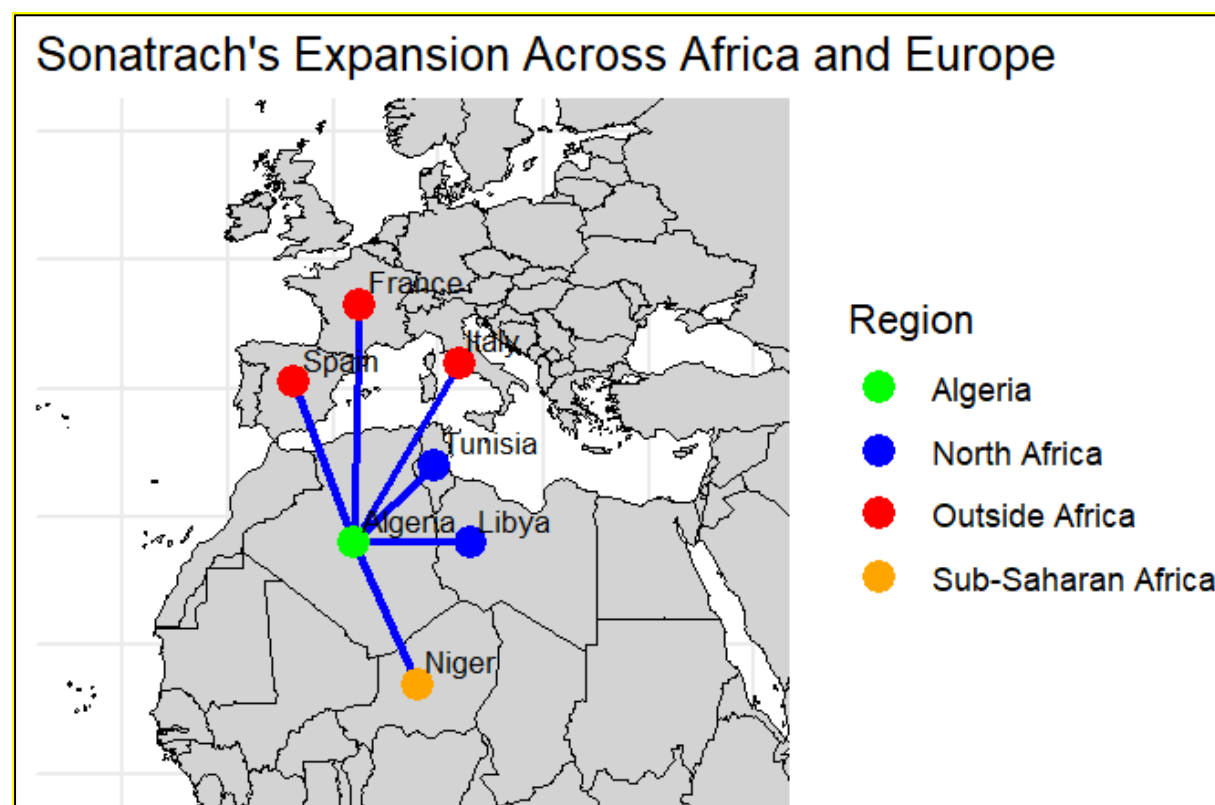 Sonatrach's Expansion Across Africa and Europe
France
Italy
Spain
Tunisia
Algeria
Libya
Niger
Region
Algeria
North Africa
Outside Africa
Sub-Saharan Africa